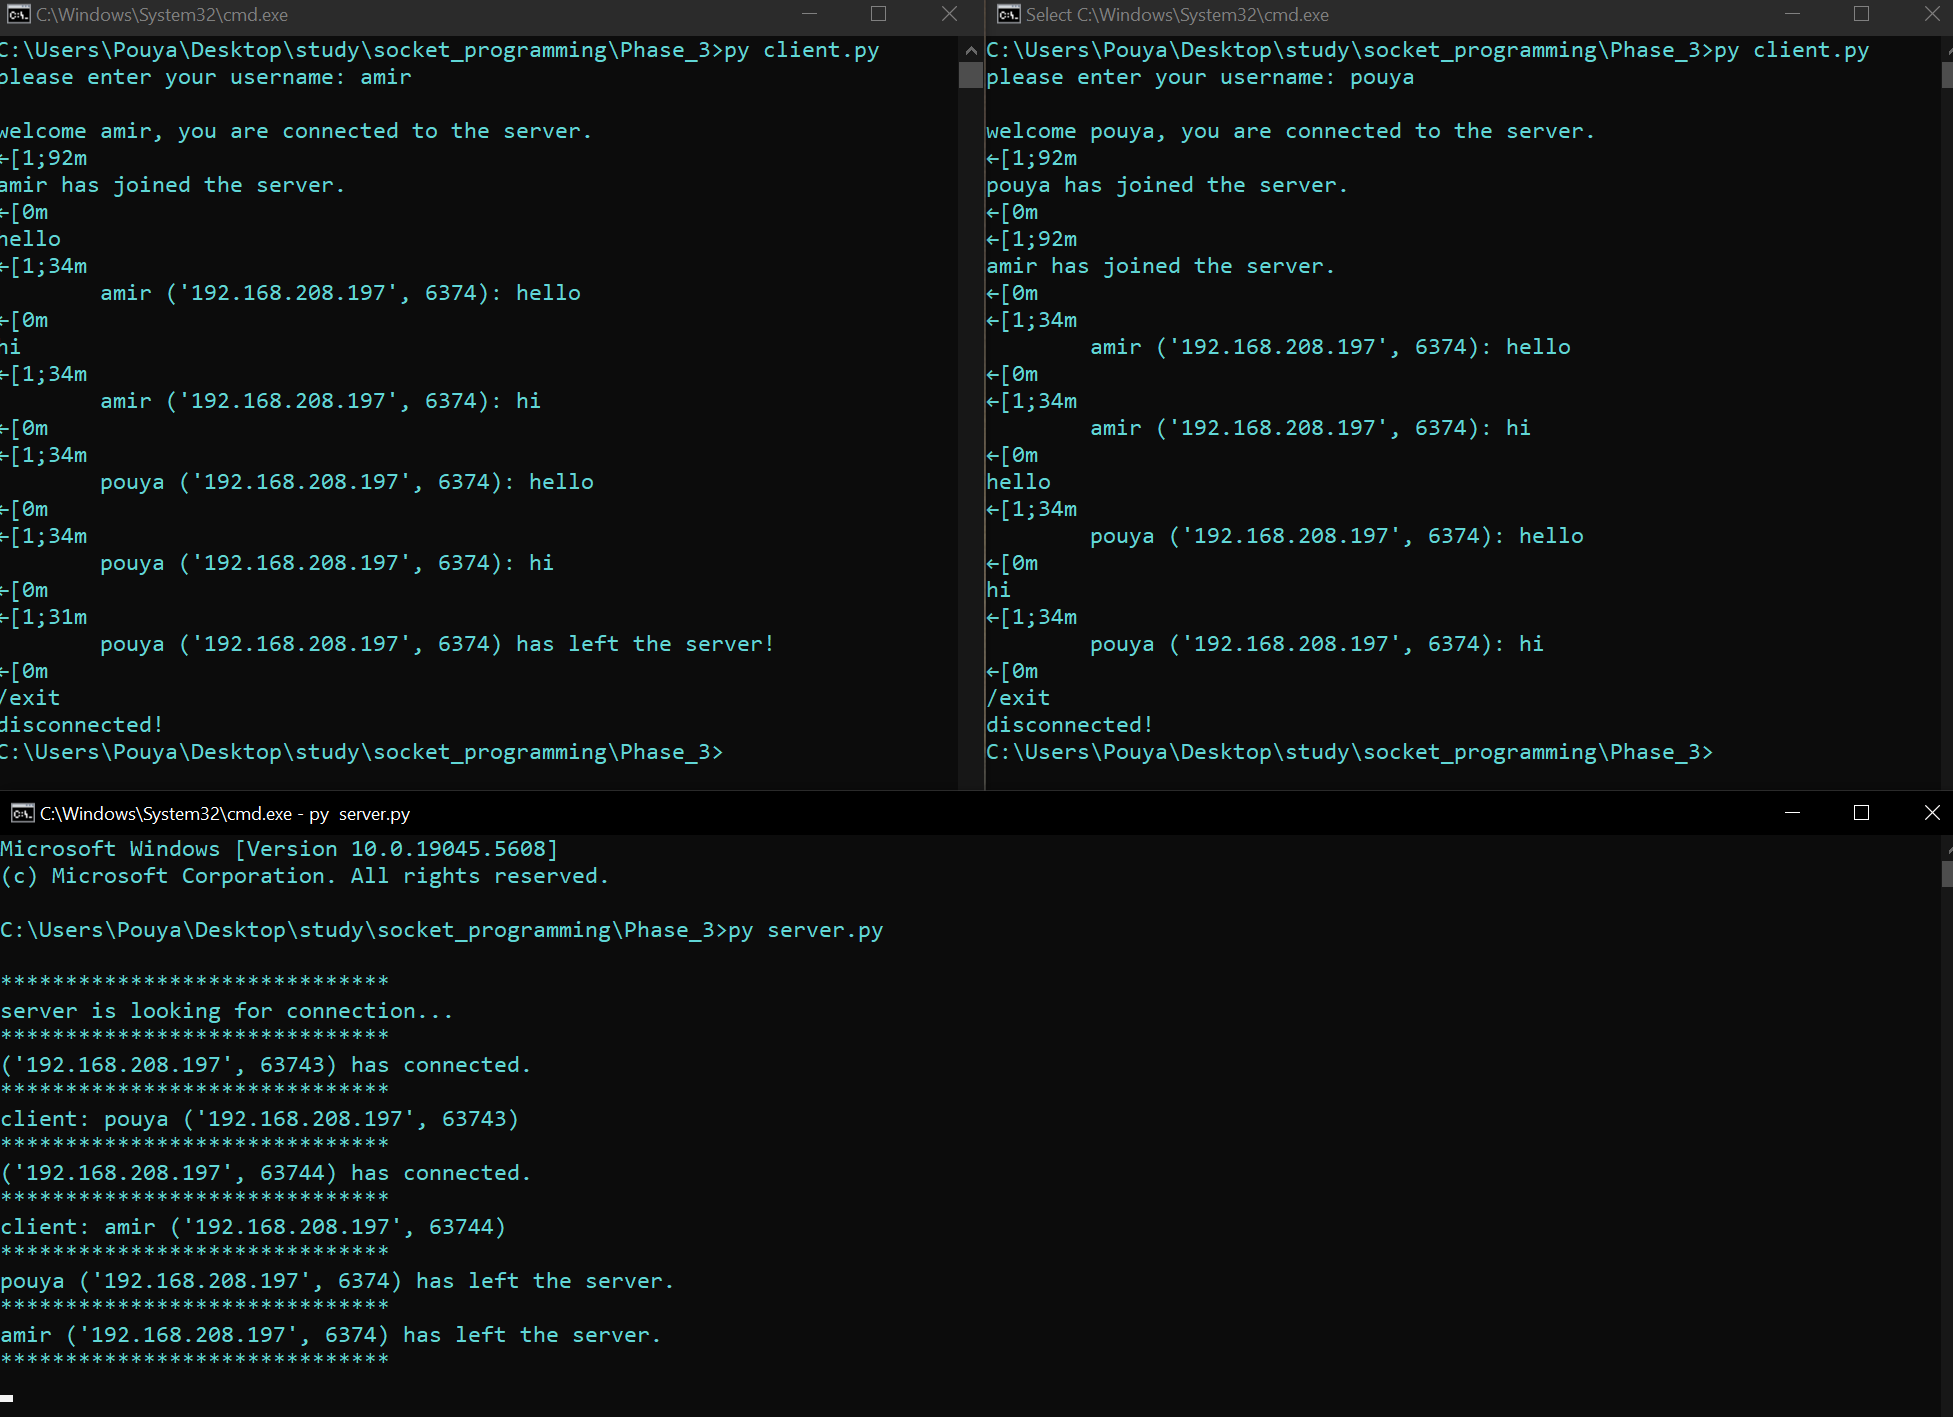 C:\Windows\System32\cmd.exe
C:\Users\Pouya\Desktop\study\socket_programming\Phase_3>py client.py
please enter your username: amir
welcome amir, you are connected to the server.
←[1;92m
amir has joined the server.
←[0m
hello
←[1;34m
amir ('192.168.208.197', 6374): hello
←[0m
hi
←[1;34m
amir ('192.168.208.197', 6374): hi
←[0m
←[1;34m
pouya ('192.168.208.197', 6374): hello
←[0m
←[1;34m
pouya ('192.168.208.197', 6374): hi
←[0m
←[1;31m
pouya ('192.168.208.197', 6374) has left the server!
←[0m
/exit
disconnected!
C:\Users\Pouya\Desktop\study\socket_programming\Phase_3>
Select C:\Windows\System32\cmd.exe
C:\Users\Pouya\Desktop\study\socket_programming\Phase_3>py client.py
please enter your username: pouya
welcome pouya, you are connected to the server.
←[1;92m
pouya has joined the server.
←[0m
←[1;92m
amir has joined the server.
←[0m
←[1;34m
amir ('192.168.208.197', 6374): hello
←[0m
←[1;34m
amir ('192.168.208.197', 6374): hi
←[0m
hello
←[1;34m
pouya ('192.168.208.197', 6374): hello
←[0m
hi
←[1;34m
pouya ('192.168.208.197', 6374): hi
←[0m
/exit
disconnected!
C:\Users\Pouya\Desktop\study\socket_programming\Phase_3>
C:\Windows\System32\cmd.exe - py  server.py
Microsoft Windows [Version 10.0.19045.5608]
(c) Microsoft Corporation. All rights reserved.
C:\Users\Pouya\Desktop\study\socket_programming\Phase_3>py server.py
******************************
server is looking for connection...
******************************
('192.168.208.197', 63743) has connected.
******************************
client: pouya ('192.168.208.197', 63743)
******************************
('192.168.208.197', 63744) has connected.
******************************
client: amir ('192.168.208.197', 63744)
******************************
pouya ('192.168.208.197', 6374) has left the server.
******************************
amir ('192.168.208.197', 6374) has left the server.
******************************